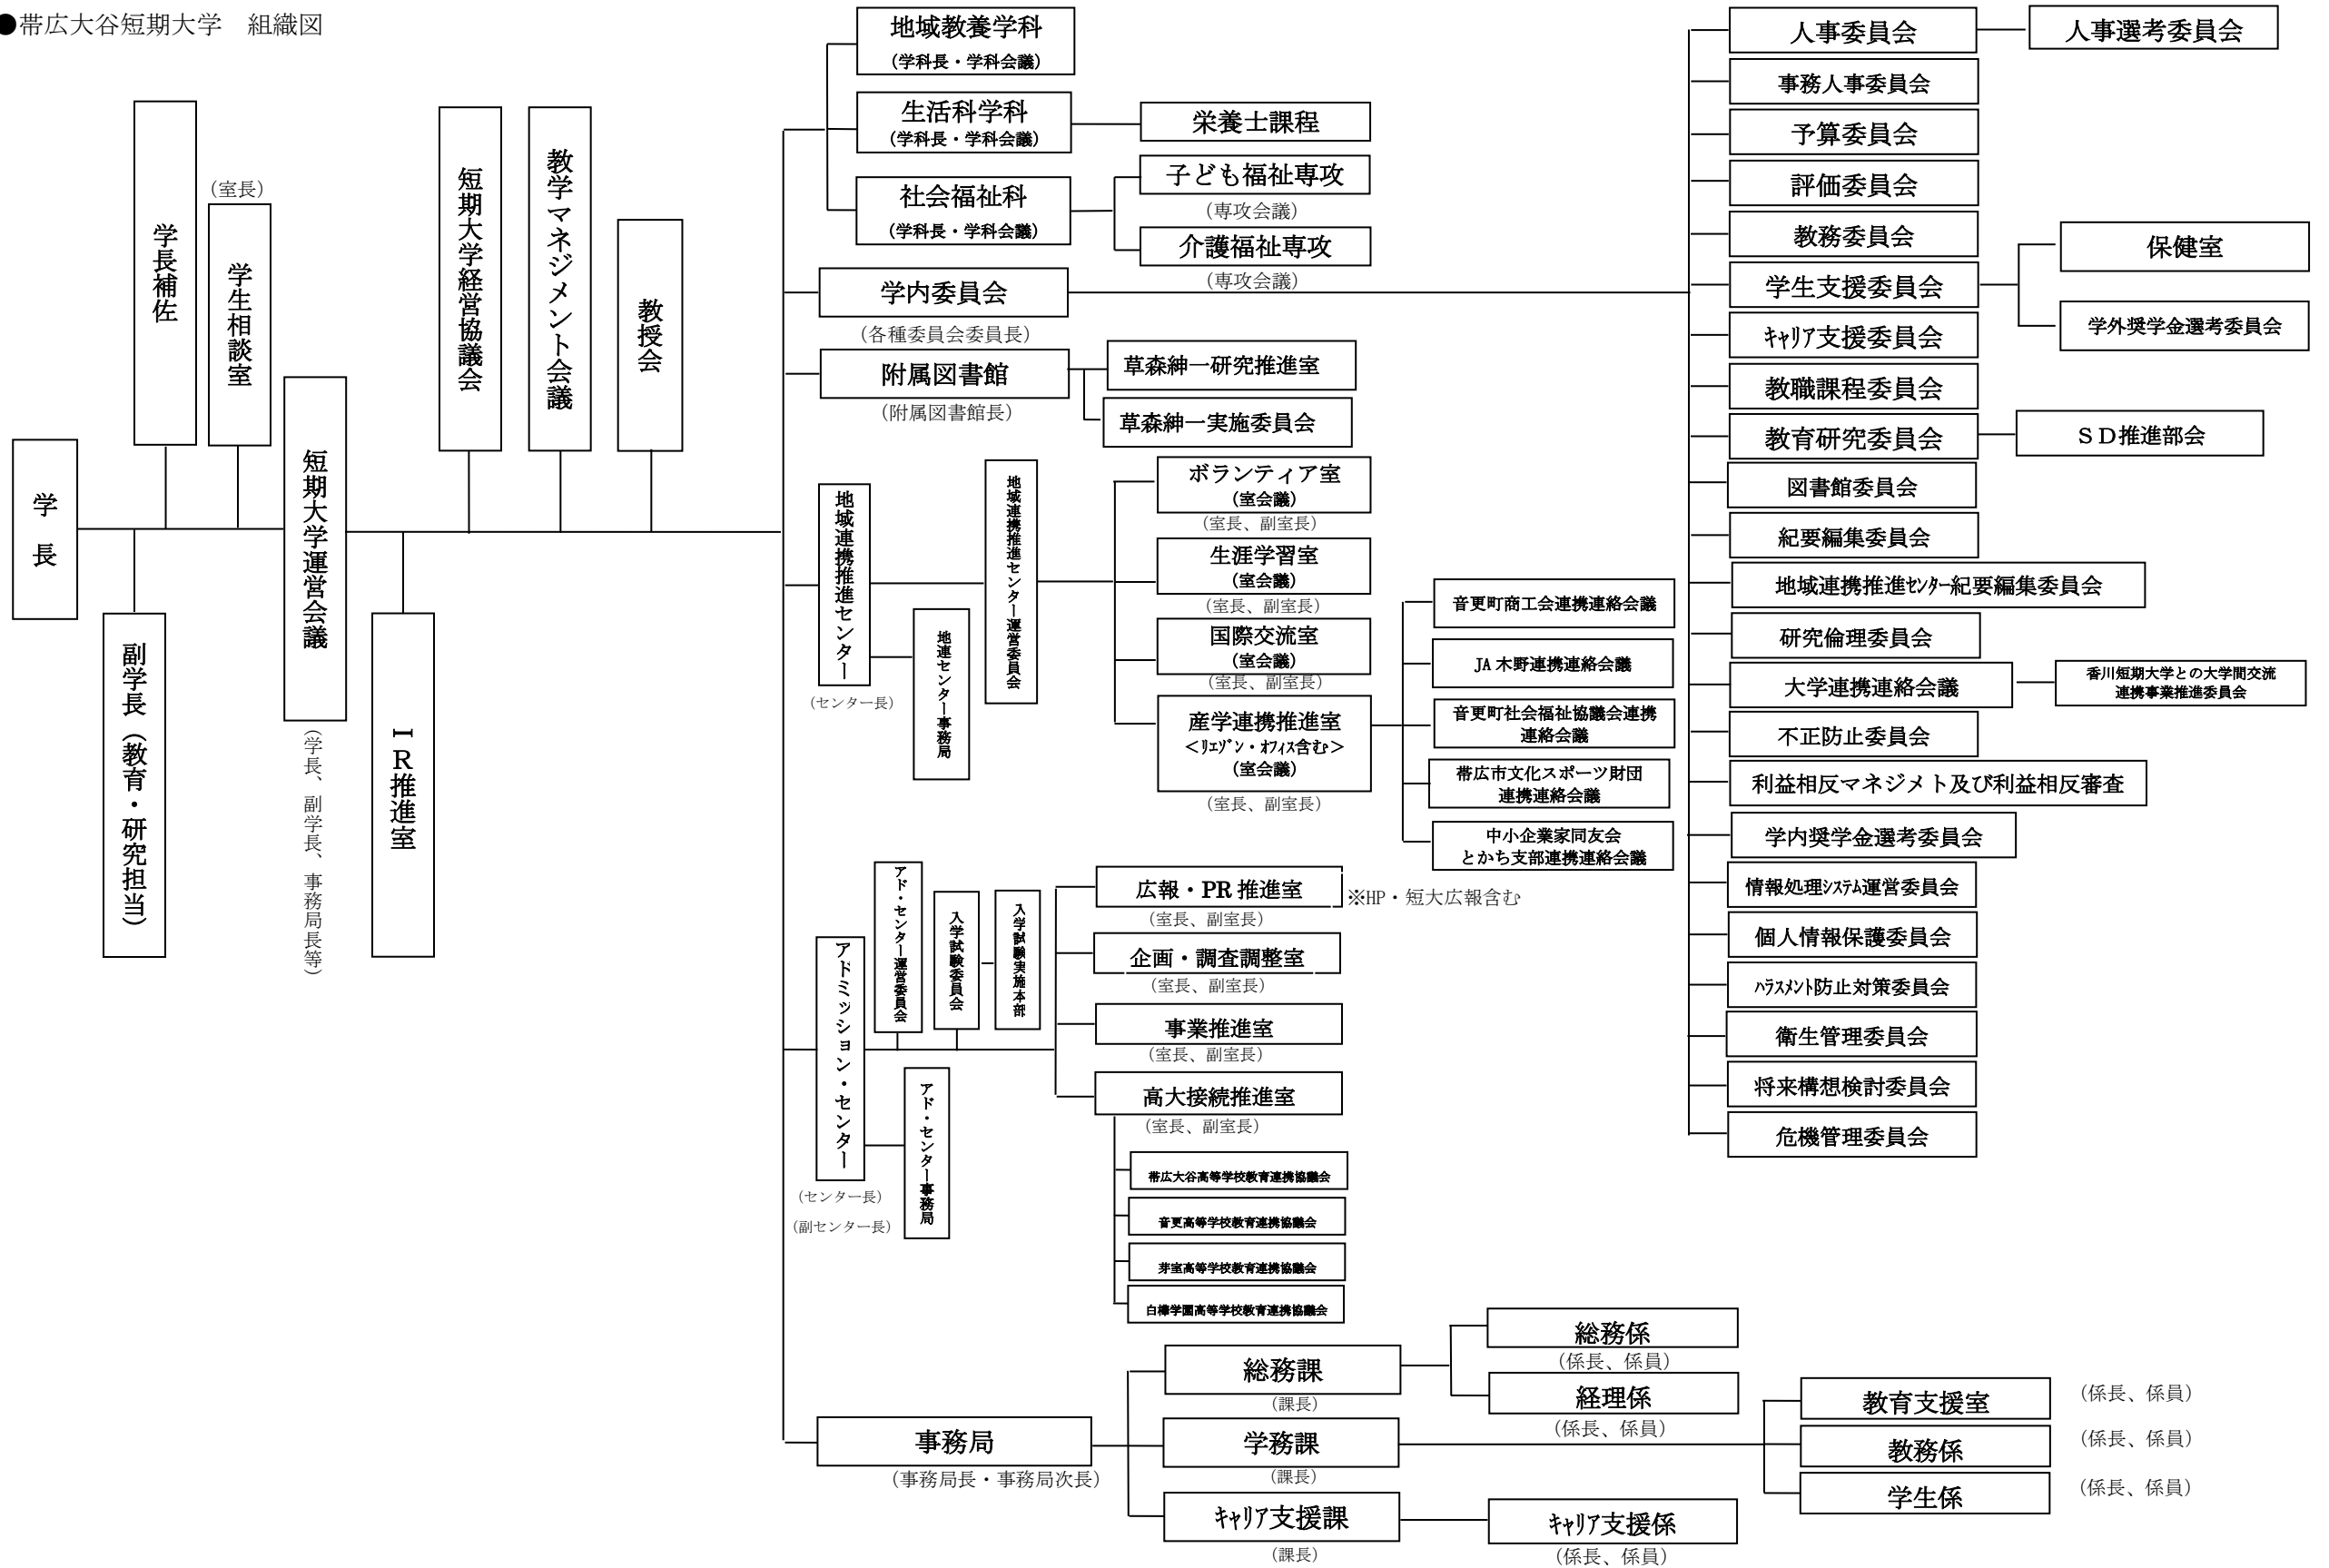 ●帯広大谷短期大学　組織図
学長
学長補佐
（室長）
学生相談室
副学長（教育・研究担当）
短期大学運営会議
（学長、副学長、事務局長等）
ＩＲ推進室
短期大学経営協議会
教学マネジメント会議
教授会
地域教養学科
（学科長・学科会議）
生活科学科
（学科長・学科会議）
栄養士課程
社会福祉科
（学科長・学科会議）
子ども福祉専攻
（専攻会議）
介護福祉専攻
（専攻会議）
学内委員会
（各種委員会委員長）
附属図書館
（附属図書館長）
草森紳一研究推進室
草森紳一実施委員会
地域連携推進センター
（センター長）
地連センター事務局
地域連携推進センター運営委員会
ボランティア室
（室会議）
（室長、副室長）
生涯学習室
（室会議）
（室長、副室長）
国際交流室
（室会議）
（室長、副室長）
産学連携推進室
＜ﾘｴｿﾞﾝ・ｵﾌｨｽ含む＞
（室会議）
（室長、副室長）
音更町商工会連携連絡会議
JA 木野連携連絡会議
音更町社会福祉協議会連携
連絡会議
帯広市文化スポーツ財団
連携連絡会議
中小企業家同友会
とかち支部連携連絡会議
アドミッション・センター
（センター長）
（副センター長）
アド・センター運営委員会
入学試験委員会
入学試験実施本部
アド・センター事務局
広報・PR 推進室
※HP・短大広報含む
（室長、副室長）
企画・調査調整室
（室長、副室長）
事業推進室
（室長、副室長）
高大接続推進室
（室長、副室長）
帯広大谷高等学校教育連携協議会
音更高等学校教育連携協議会
芽室高等学校教育連携協議会
白樺学園高等学校教育連携協議会
事務局
（事務局長・事務局次長）
総務課
（課長）
総務係
（係長、係員）
経理係
（係長、係員）
学務課
（課長）
教育支援室
（係長、係員）
教務係
（係長、係員）
学生係
（係長、係員）
ｷｬﾘｱ支援課
（課長）
ｷｬﾘｱ支援係
（係長、係員）
人事委員会
人事選考委員会
事務人事委員会
予算委員会
評価委員会
教務委員会
学生支援委員会
保健室
学外奨学金選考委員会
ｷｬﾘｱ支援委員会
教職課程委員会
教育研究委員会
ＳＤ推進部会
図書館委員会
紀要編集委員会
地域連携推進ｾﾝﾀｰ紀要編集委員会
研究倫理委員会
大学連携連絡会議
香川短期大学との大学間交流
連携事業推進委員会
不正防止委員会
利益相反マネジメト及び利益相反審査
学内奨学金選考委員会
情報処理ｼｽﾃﾑ運営委員会
個人情報保護委員会
ﾊﾗｽﾒﾝﾄ防止対策委員会
衛生管理委員会
将来構想検討委員会
危機管理委員会